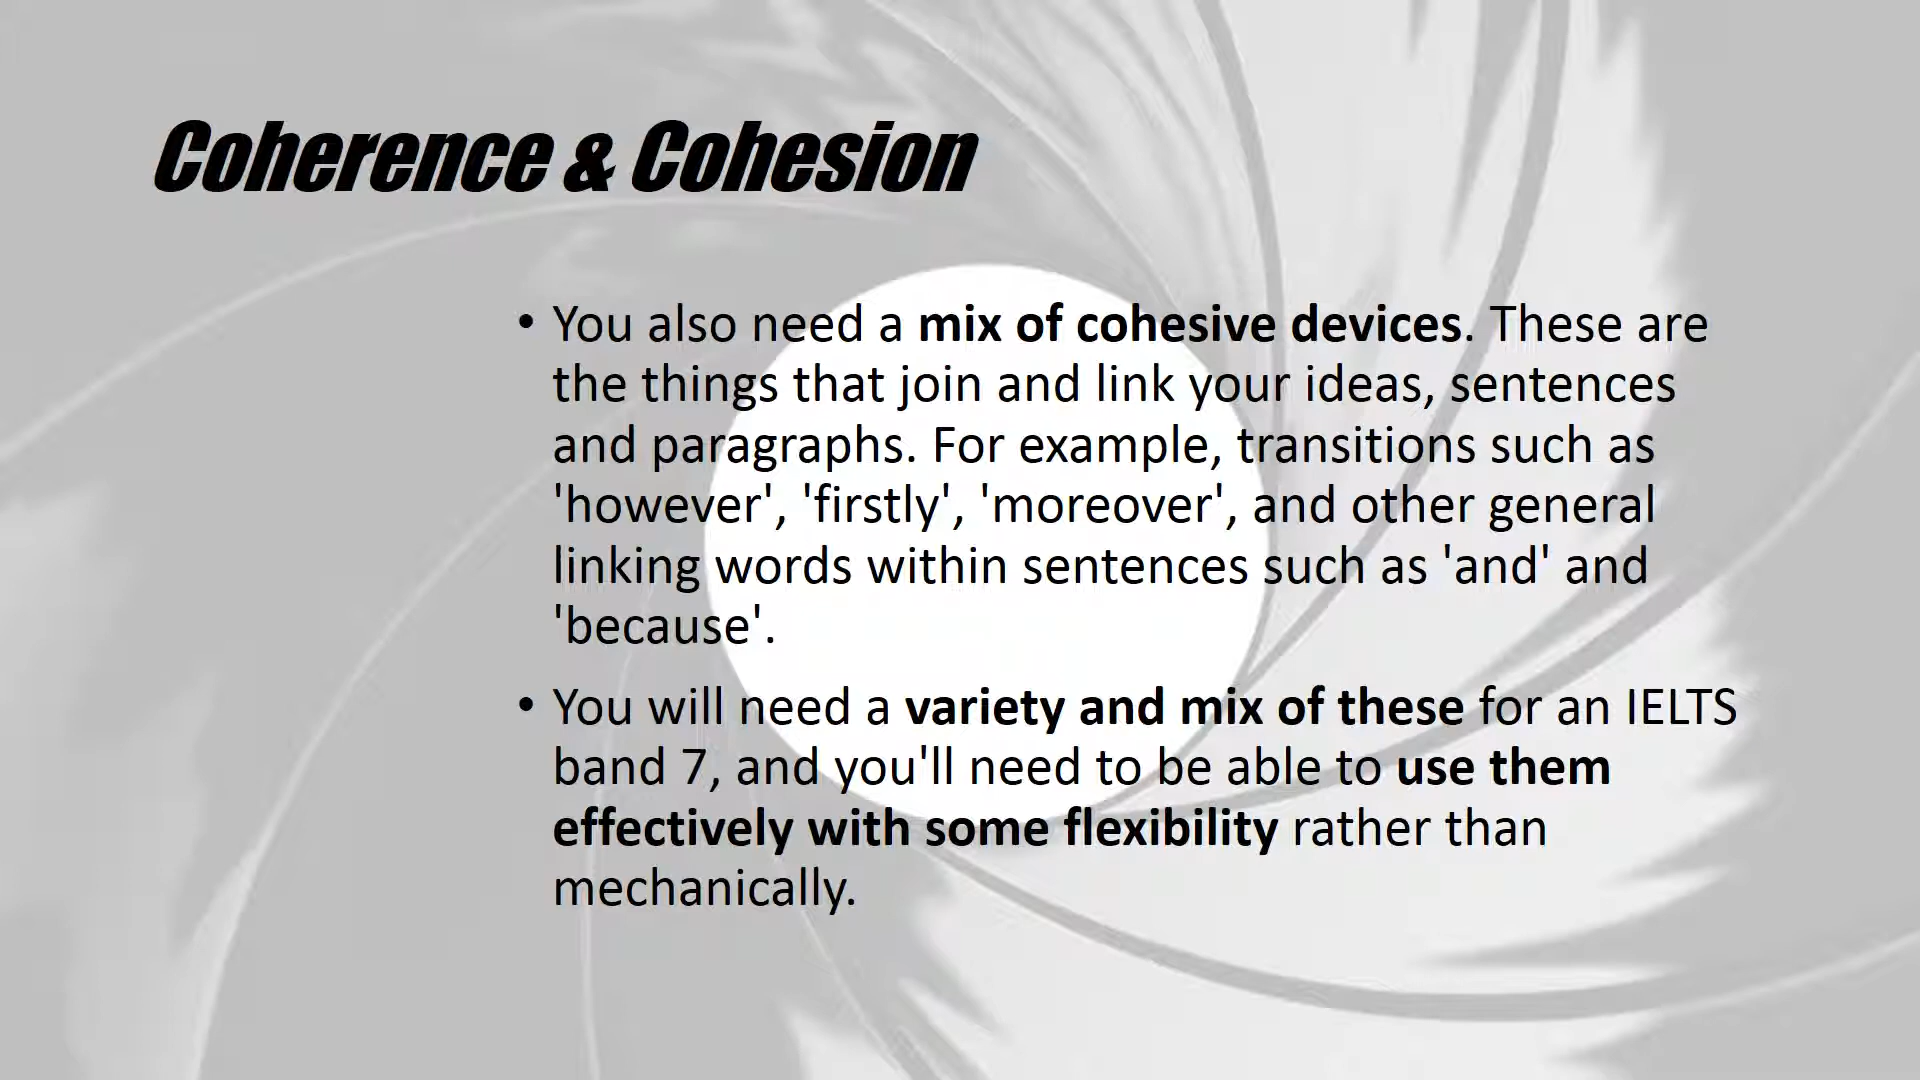 Coherence & Cohesion
• You also need a mix of cohesive devices. These are
the things that join and link your ideas, sentences
and paragraphs. For example, transitions such as
'however', 'firstly', 'moreover', and other general
linking words within sentences such as 'and' and
'because'.
• You will need a variety and mix of these for an IELTS
band 7, and you'll need to be able to use them
effectively with some flexibility rather than
mechanically.